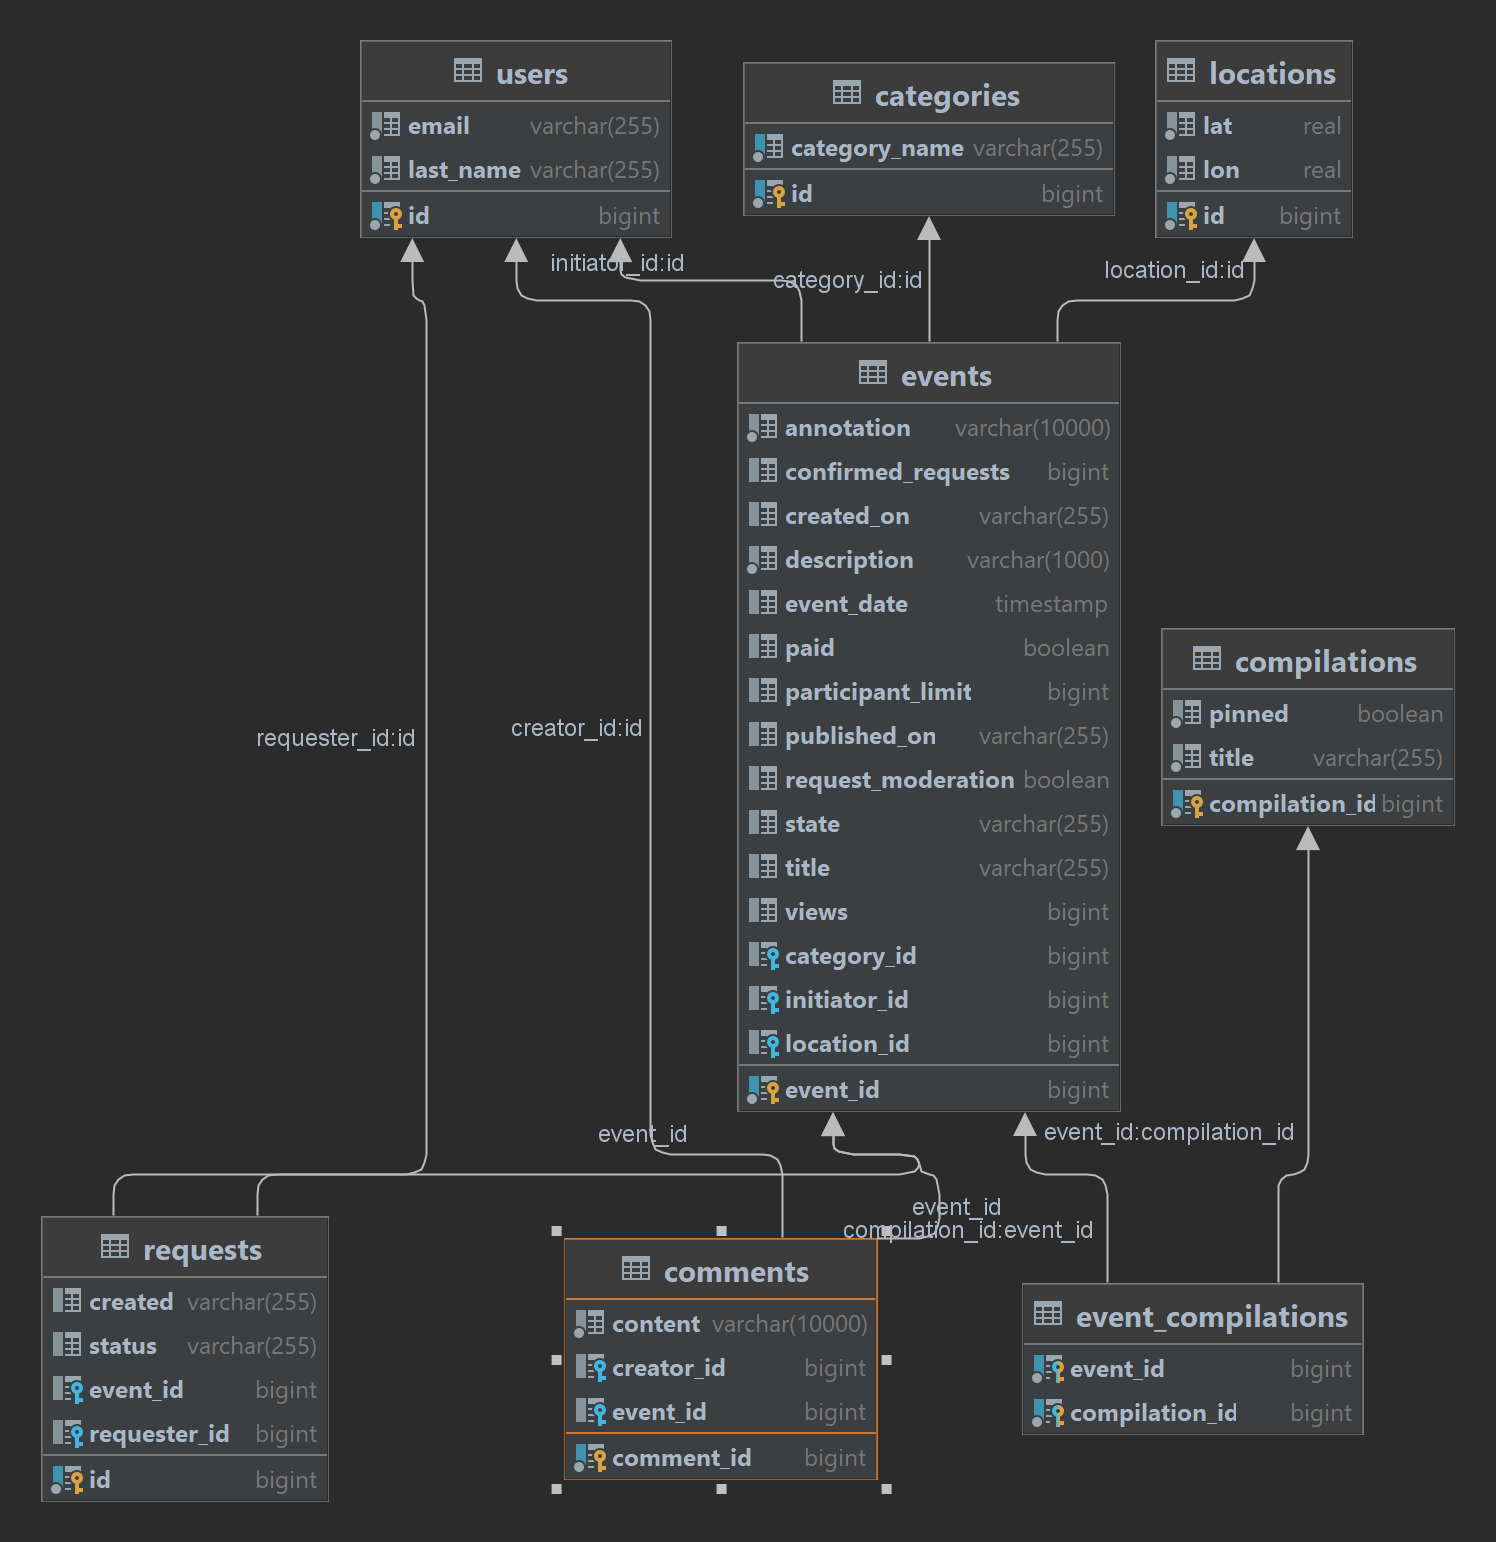 users
email varchar(255)
last_name varchar(255)
id bigint
categories
category_name varchar(255)
id bigint
locations
lat real
lon real
id bigint
initiator_id:id
category_id:id
location_id:id
events
annotation varchar(10000)
confirmed_requests bigint
created_on varchar(255)
description varchar(1000)
event_date timestamp
paid boolean
participant_limit bigint
published_on varchar(255)
request_moderation boolean
state varchar(255)
title varchar(255)
views bigint
category_id bigint
initiator_id bigint
location_id bigint
event_id bigint
compilations
pinned boolean
title varchar(255)
compilation_id bigint
requester_id:id
creator_id:id
event_id
event_id:compilation_id
event_id
compilation_id:event_id
requests
created varchar(255)
status varchar(255)
event_id bigint
requester_id bigint
id bigint
comments
content varchar(10000)
creator_id bigint
event_id bigint
comment_id bigint
event_compilations
event_id bigint
compilation_id bigint